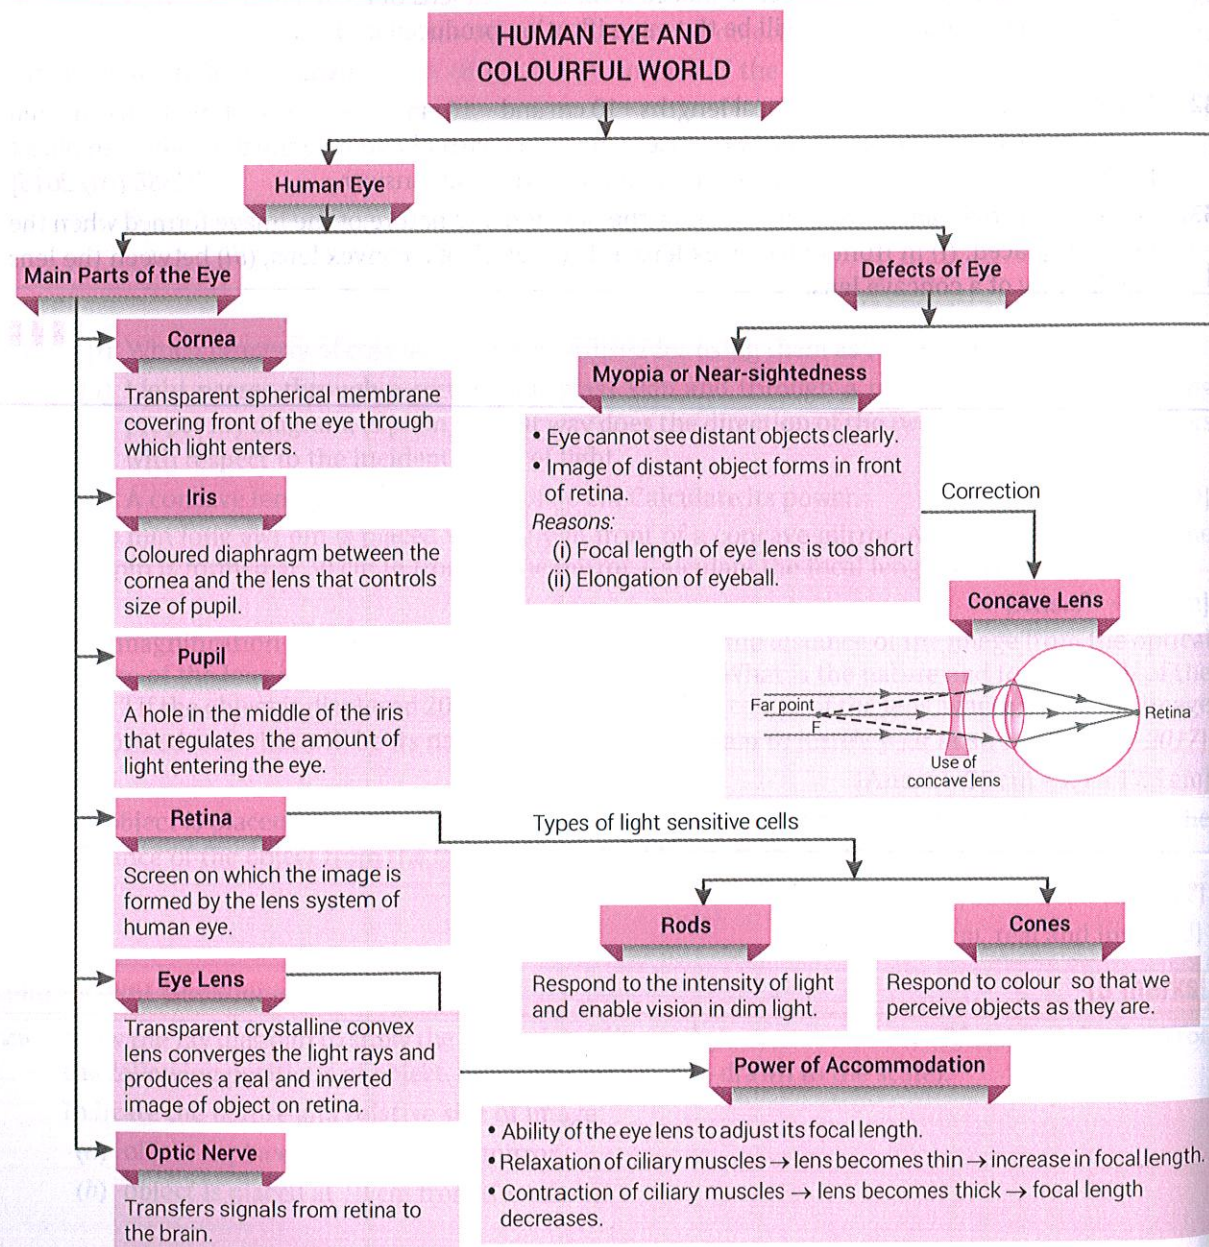 HUMAN EYE AND
COLOURFUL WORLD
Human Eye
Main Parts of the Eye
Defects of Eye
Cornea
Transparent spherical membrane
covering front of the eye through
which light enters.
Iris
Coloured diaphragm between the
cornea and the lens that controls
size of pupil.
Pupil
A hole in the middle of the iris
that regulates the amount of
light entering the eye.
Retina
Screen on which the image is
formed by the lens system of
human eye.
Eye Lens
Transparent crystalline convex
lens converges the light rays and
produces a real and inverted
image of object on retina.
Optic Nerve
Transfers signals from retina to
the brain.
Myopia or Near-sightedness
• Eye cannot see distant objects clearly.
• Image of distant object forms in front
of retina.
Reasons:
(i) Focal length of eye lens is too short
(ii) Elongation of eyeball.
Correction
Concave Lens
Far point
F
Retina
Use of
concave lens
Types of light sensitive cells
Rods
Respond to the intensity of light
and enable vision in dim light.
Cones
Respond to colour so that we
perceive objects as they are.
Power of Accommodation
• Ability of the eye lens to adjust its focal length.
• Relaxation of ciliary muscles → lens becomes thin → increase in focal length.
• Contraction of ciliary muscles → lens becomes thick → focal length
decreases.